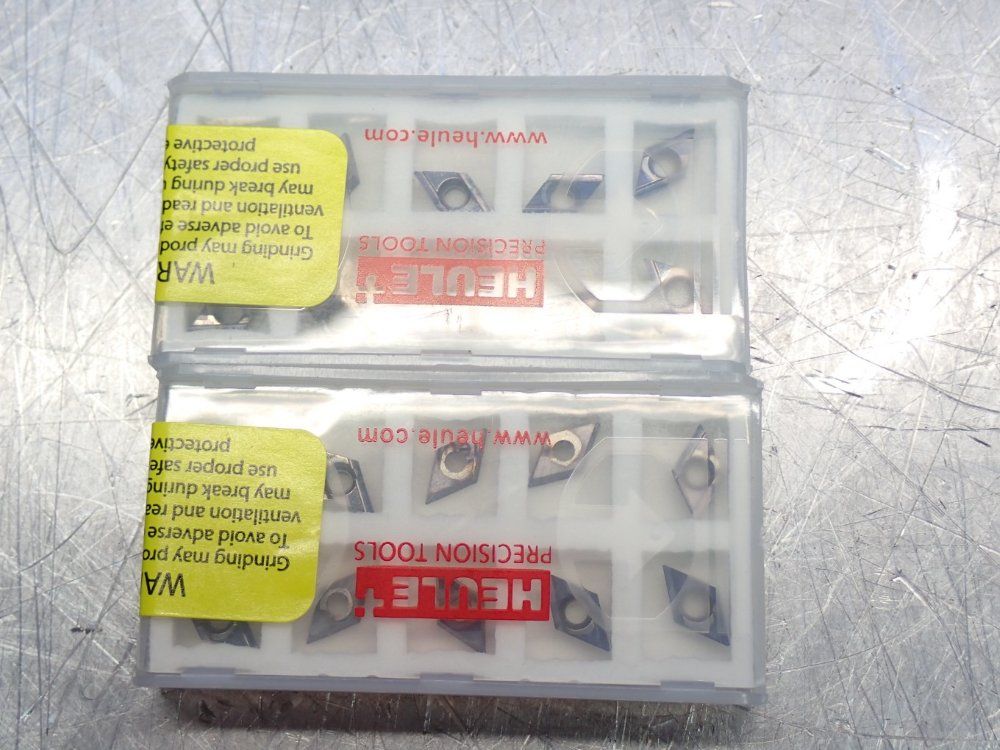 HEULE
PRECISION TOOLS
www.heule.com
WA
Grinding may pro
To avoid adverse
ventilation and rea
may break during
use proper safe
protective
HEULE
PRECISION TOOLS
www.heule.com
WAR
Grinding may prod
To avoid adverse e
ventilation and read
may break during u
use proper safety
protective e